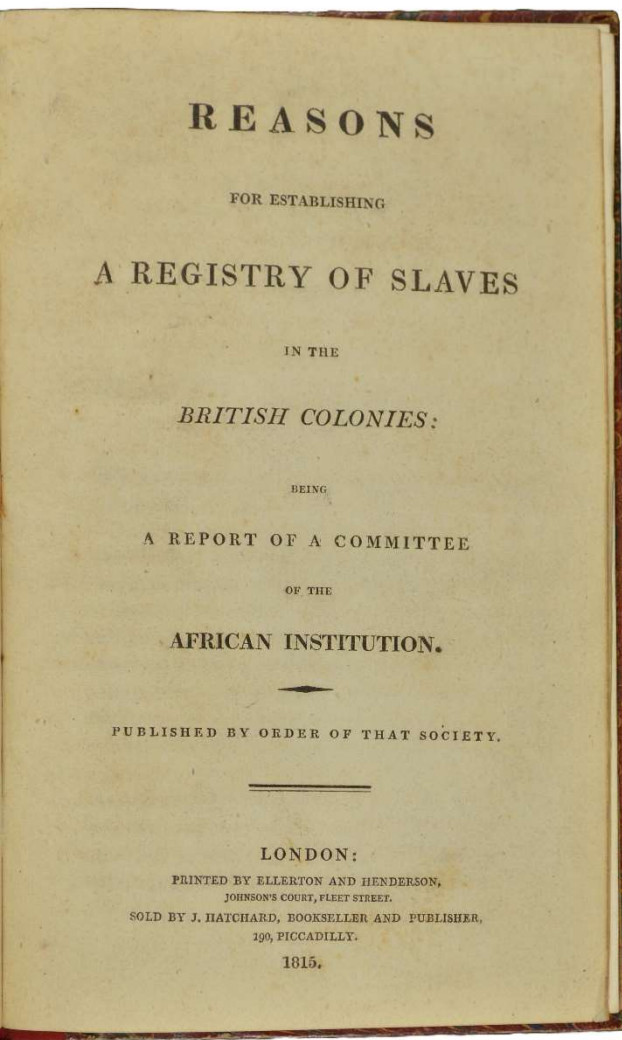 REASONS
FOR ESTABLISHING
A REGISTRY OF SLAVES
IN THE
BRITISH COLONIES:
BEING
A REPORT OF A COMMITTEE
OF THE
AFRICAN INSTITUTION.
PUBLISHED BY ORDER OF THAT SOCIETY.
LONDON:
PRINTED BY ELLERTON AND HENDERSON,
JOHNSON'S COURT, FLEET STREET.
SOLD BY J. HATCHARD, BOOKSELLER AND PUBLISHER,
190, PICCADILLY.
1815.